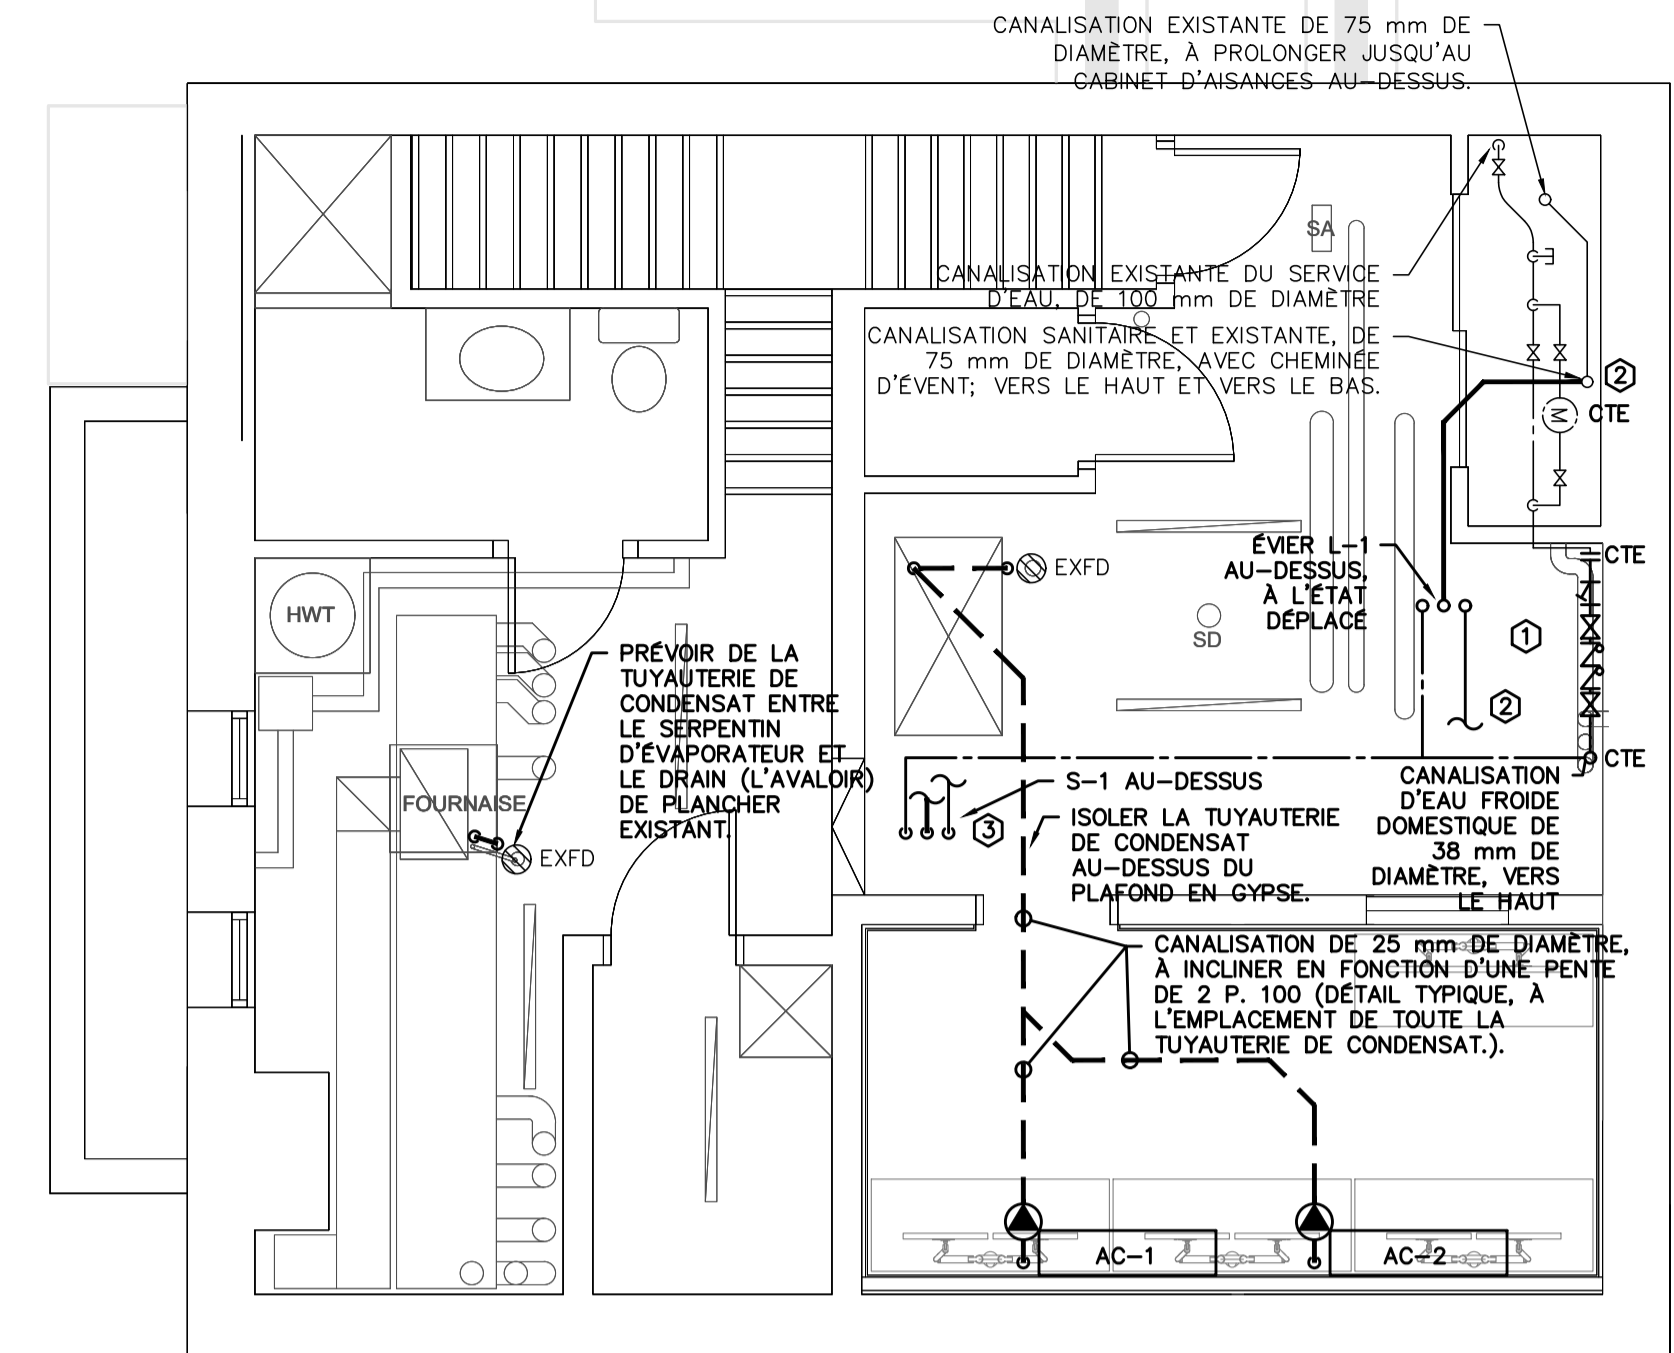 CANALISATION EXISTANTE DE 75 mm DE
DIAMÈTRE, À PROLONGER JUSQU'AU
CABINET D'AISANCES AU-DESSUS.
SA
CANALISATION EXISTANTE DU SERVICE
D'EAU, DE 100 mm DE DIAMÈTRE
CANALISATION SANITAIRE ET EXISTANTE, DE
75 mm DE DIAMÈTRE, AVEC CHEMINÉE
D'ÉVENT; VERS LE HAUT ET VERS LE BAS.
2
M
CTE
ÉVIER L-1
AU-DESSUS,
À L'ÉTAT
DÉPLACÉ
CTE
EXFD
HWT
SD
1
2
PRÉVOIR DE LA
TUYAUTERIE DE
CONDENSAT ENTRE
LE SERPENTIN
D'ÉVAPORATEUR ET
LE DRAIN (L'AVALOIR)
DE PLANCHER
EXISTANT.
FOURNAISE
EXFD
CTE
S-1 AU-DESSUS
3
ISOLER LA TUYAUTERIE
DE CONDENSAT
AU-DESSUS DU
PLAFOND EN GYPSE.
CANALISATION
D'EAU FROIDE
DOMESTIQUE DE
38 mm DE
DIAMÈTRE, VERS
LE HAUT
CANALISATION DE 25 mm DE DIAMÈTRE,
À INCLINER EN FONCTION D'UNE PENTE
DE 2 P. 100 (DÉTAIL TYPIQUE, À
L'EMPLACEMENT DE TOUTE LA
TUYAUTERIE DE CONDENSAT.).
AC-1
AC-2